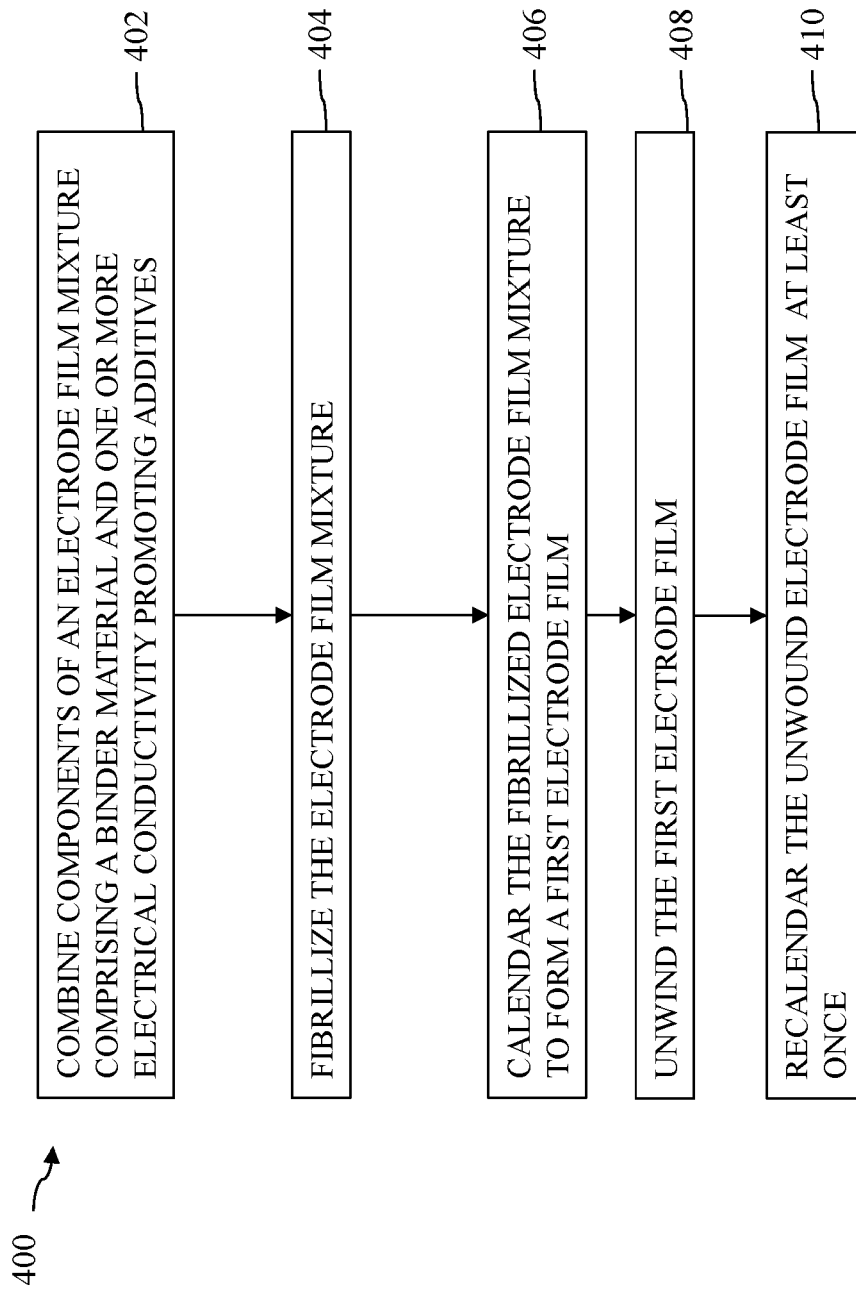 400
COMBINE COMPONENTS OF AN ELECTRODE FILM MIXTURE
COMPRISING A BINDER MATERIAL AND ONE OR MORE
ELECTRICAL CONDUCTIVITY PROMOTING ADDITIVES
402
FIBRILLIZE THE ELECTRODE FILM MIXTURE
404
CALENDAR THE FIBRILLIZED ELECTRODE FILM MIXTURE
TO FORM A FIRST ELECTRODE FILM
406
UNWIND THE FIRST ELECTRODE FILM
408
RECALENDAR THE UNWOUND ELECTRODE FILM AT LEAST
ONCE
410